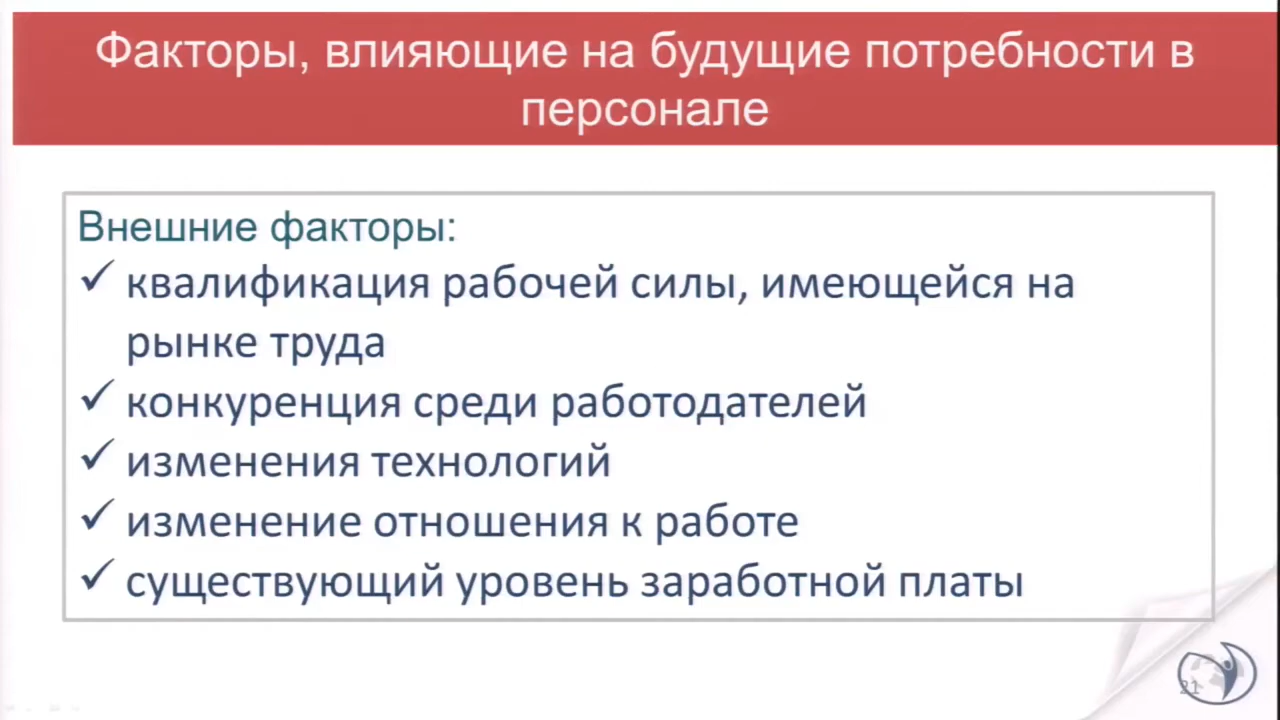 Факторы, влияющие на будущие потребности в
персонале
Внешние факторы:
✓ квалификация рабочей силы, имеющейся на
рынке труда
✓ конкуренция среди работодателей
✓ изменения технологий
✓ изменение отношения к работе
✓ существующий уровень заработной платы
21